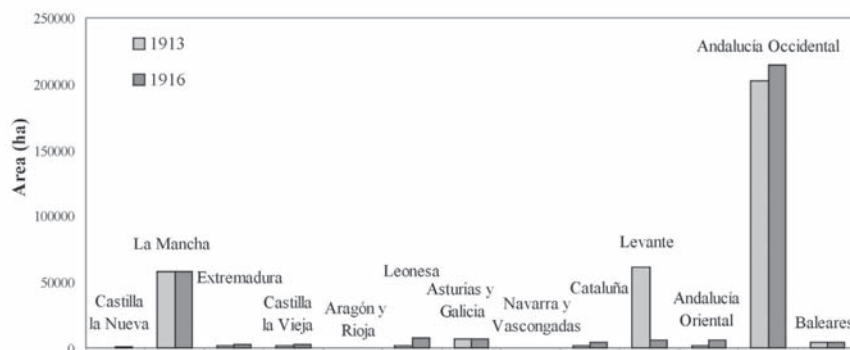 250000
1913
Andalucía Occidental
1916
200000
Area (ha)
150000
100000
La Mancha
Levante
50000
Extremadura
Leonesa
Castilla
la Nueva
Castilla
la Vieja
Aragón y
Rioja
Asturias y
Galicia
Navarra y
Vascongadas
Cataluña
Andalucía
Oriental
Baleares
0